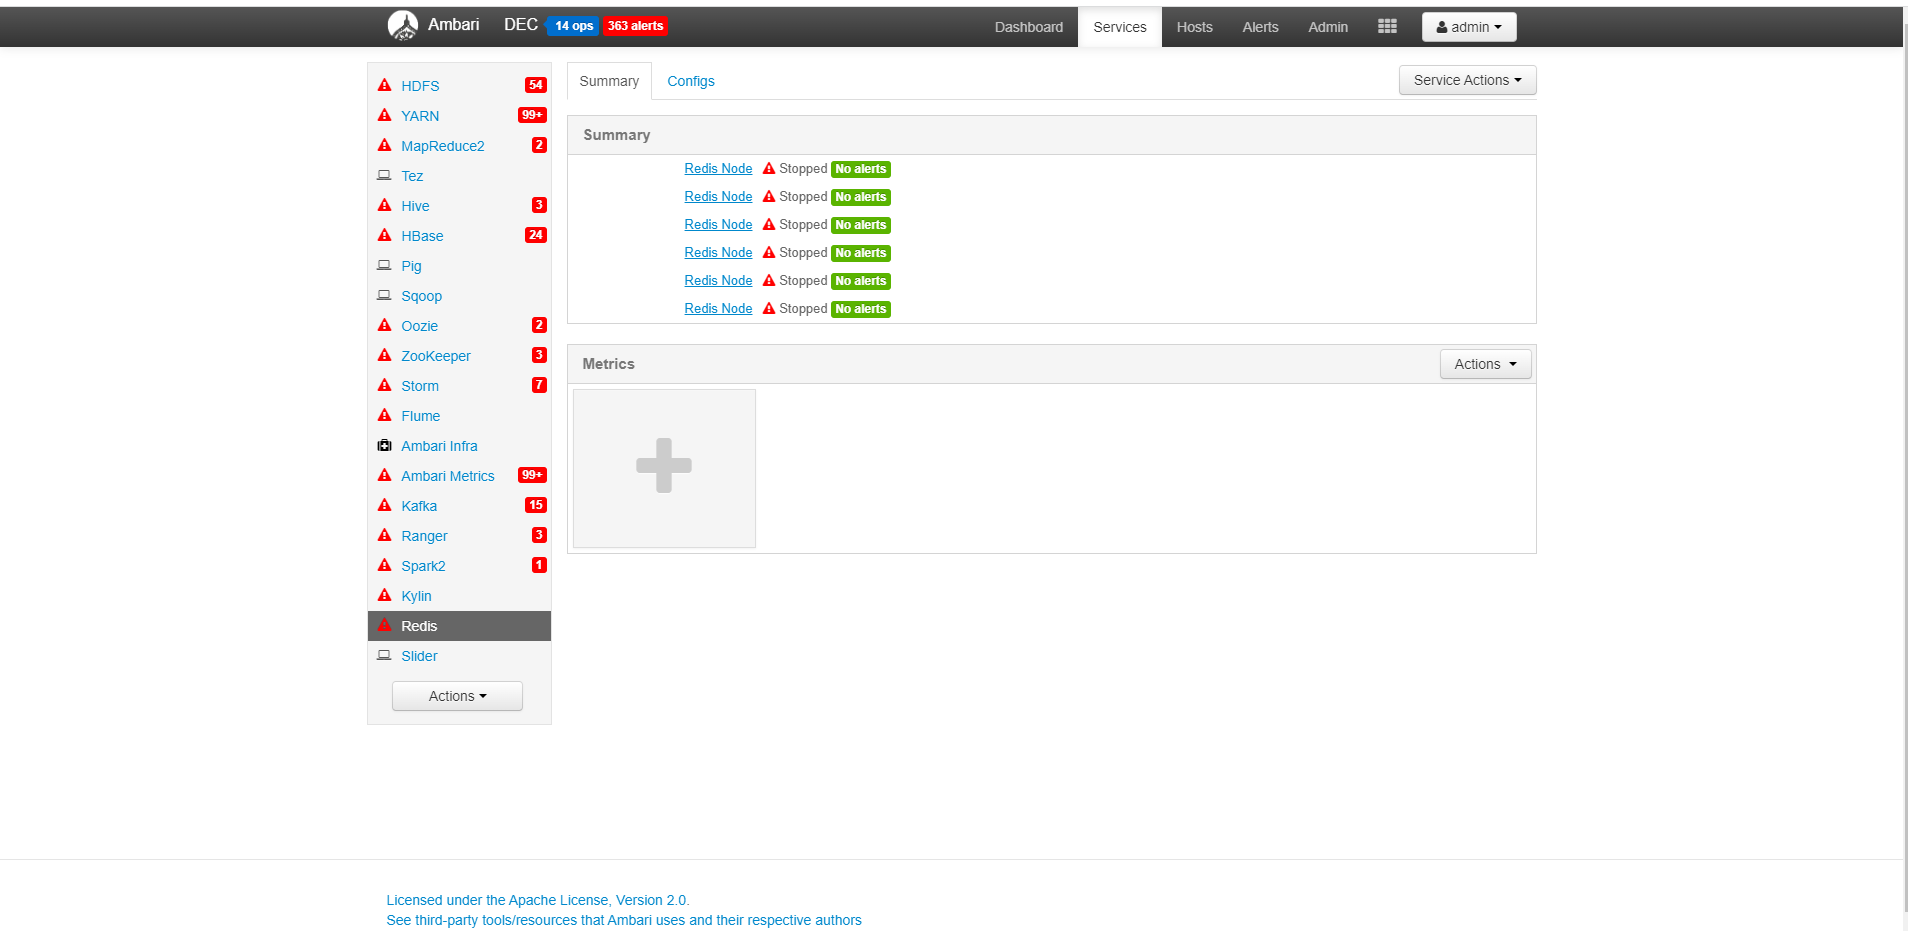 Ambari DEC 14 ops 363 alerts Dashboard Services Hosts Alerts Admin admin
HDFS 54
YARN 99+
MapReduce2 2
Tez
Hive 3
HBase 24
Pig
Sqoop
Oozie 2
ZooKeeper 3
Storm 7
Flume
Ambari Infra
Ambari Metrics 99+
Kafka 15
Ranger 3
Spark2 1
Kylin
Redis
Slider
Actions
Summary Configs Service Actions
Summary
Redis Node Stopped No alerts
Redis Node Stopped No alerts
Redis Node Stopped No alerts
Redis Node Stopped No alerts
Redis Node Stopped No alerts
Redis Node Stopped No alerts
Metrics Actions
Licensed under the Apache License, Version 2.0.
See third-party tools/resources that Ambari uses and their respective authors